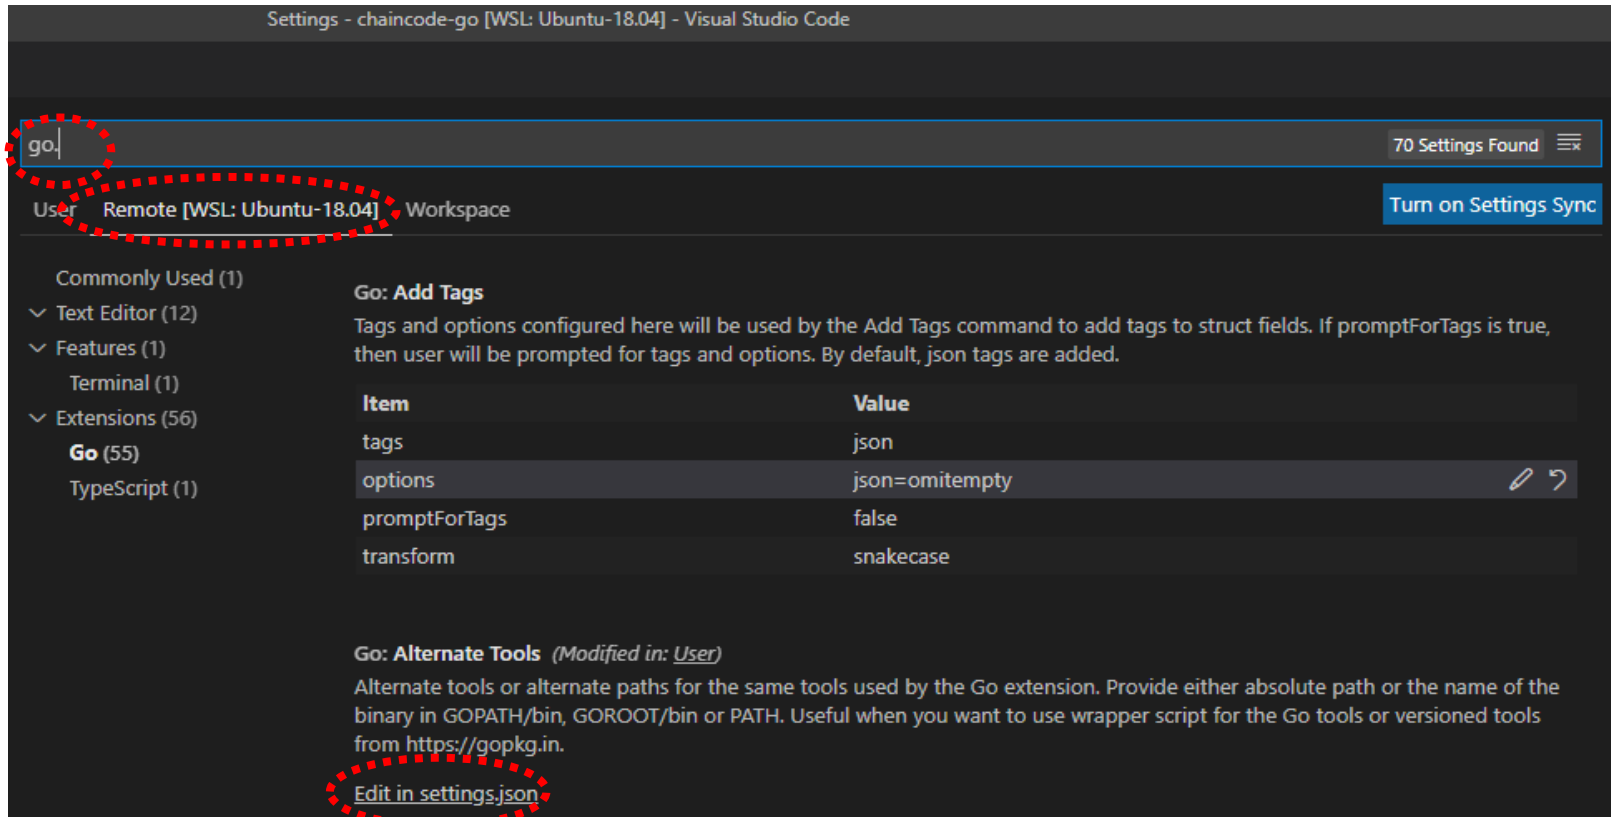 Settings - chaincode-go [WSL: Ubuntu-18.04] - Visual Studio Code
go.
70 Settings Found
User Remote [WSL: Ubuntu-18.04] Workspace
Turn on Settings Sync
Commonly Used (1)
Text Editor (12)
Features (1)
Terminal (1)
Extensions (56)
Go (55)
TypeScript (1)
Go: Add Tags
Tags and options configured here will be used by the Add Tags command to add tags to struct fields. If promptForTags is true,
then user will be prompted for tags and options. By default, json tags are added.
Item Value
tags json
options json=omitempty
promptForTags false
transform snakecase
Go: Alternate Tools (Modified in: User)
Alternate tools or alternate paths for the same tools used by the Go extension. Provide either absolute path or the name of the
binary in GOPATH/bin, GOROOT/bin or PATH. Useful when you want to use wrapper script for the Go tools or versioned tools
from https://gopkg.in.
Edit in settings.json